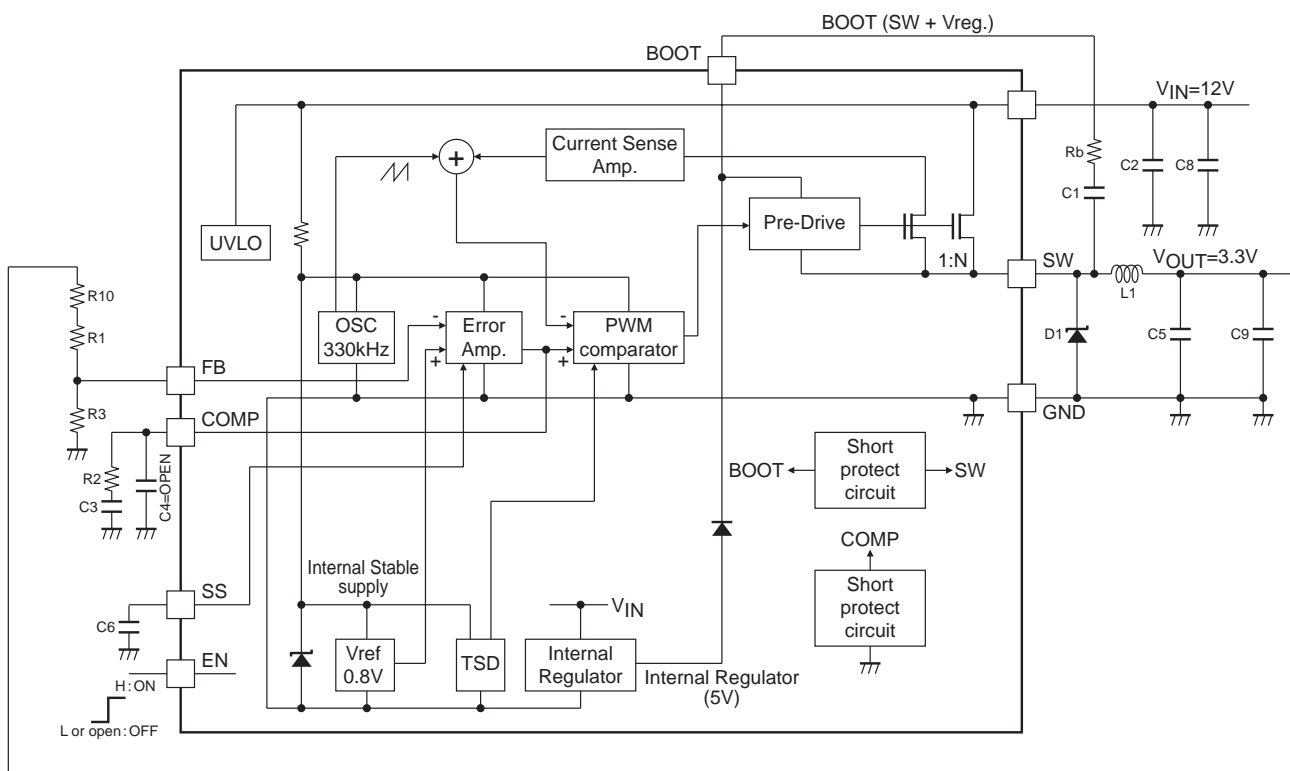 BOOT (SW + Vreg.)
BOOT
VIN=12V
Current Sense
Amp.
+
Rb
C2
C8
C1
UVLO
Pre-Drive
1:N
SW
VOUT=3.3V
L1
R10
R1
OSC
330kHz
-
Error
Amp.
+
-
PWM
comparator
+
D1
C5
C9
FB
R3
COMP
GND
R2
C3
C4=OPEN
BOOT
Short
protect
circuit
SW
COMP
Internal Stable
supply
SS
C6
VIN
Short
protect
circuit
EN
H:ON
Vref
0.8V
TSD
Internal
Regulator
Internal Regulator
(5V)
L or open:OFF